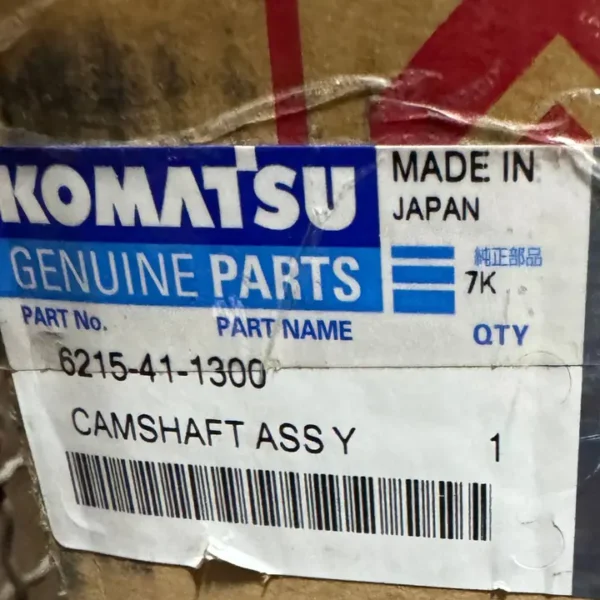 KOMATSU
GENUINE PARTS
MADE IN
JAPAN
純正部品
7K
PART No.
PART NAME
QTY
6215-41-1300
CAMSHAFT ASS Y
1